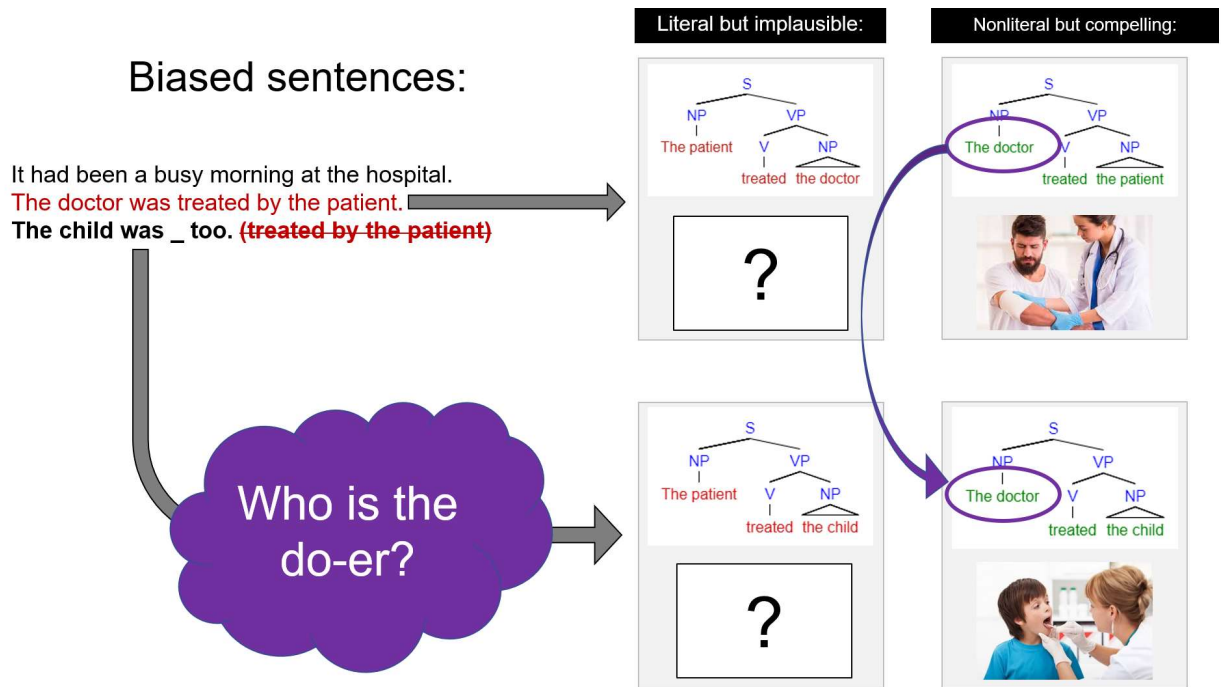 Literal but implausible:
Nonliteral but compelling:
Biased sentences:
It had been a busy morning at the hospital.
The doctor was treated by the patient.
The child was _ too. (treated by the patient)
S
NP VP
The patient V NP
treated the doctor
?
S
NP VP
The doctor V NP
treated the patient
Who is the
do-er?
S
NP VP
The patient V NP
treated the child
?
S
NP VP
The doctor V NP
treated the child